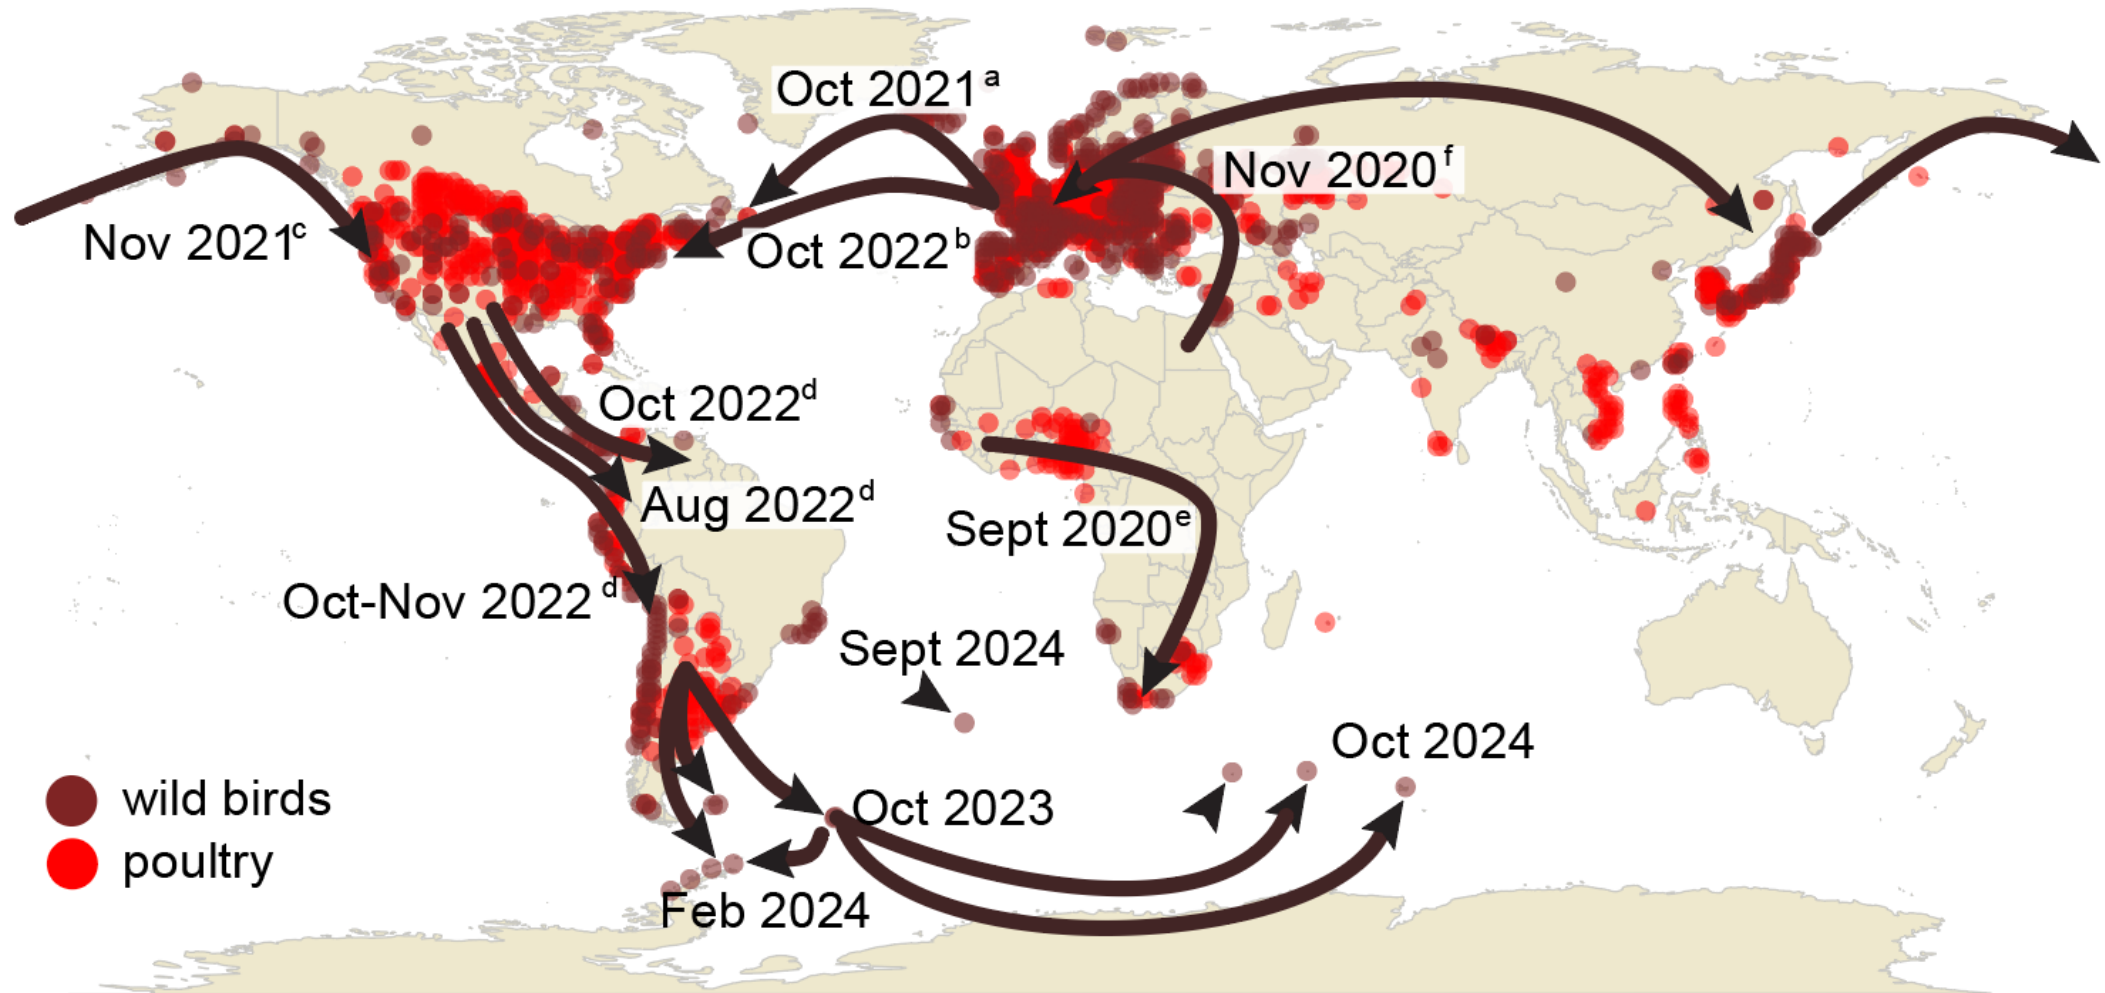 Oct 2021a
Nov 2020f
Nov 2021c
Oct 2022b
Oct 2022d
Aug 2022d
Sept 2020e
Oct-Nov 2022 d
Sept 2024
Oct 2024
wild birds
Oct 2023
poultry
Feb 2024